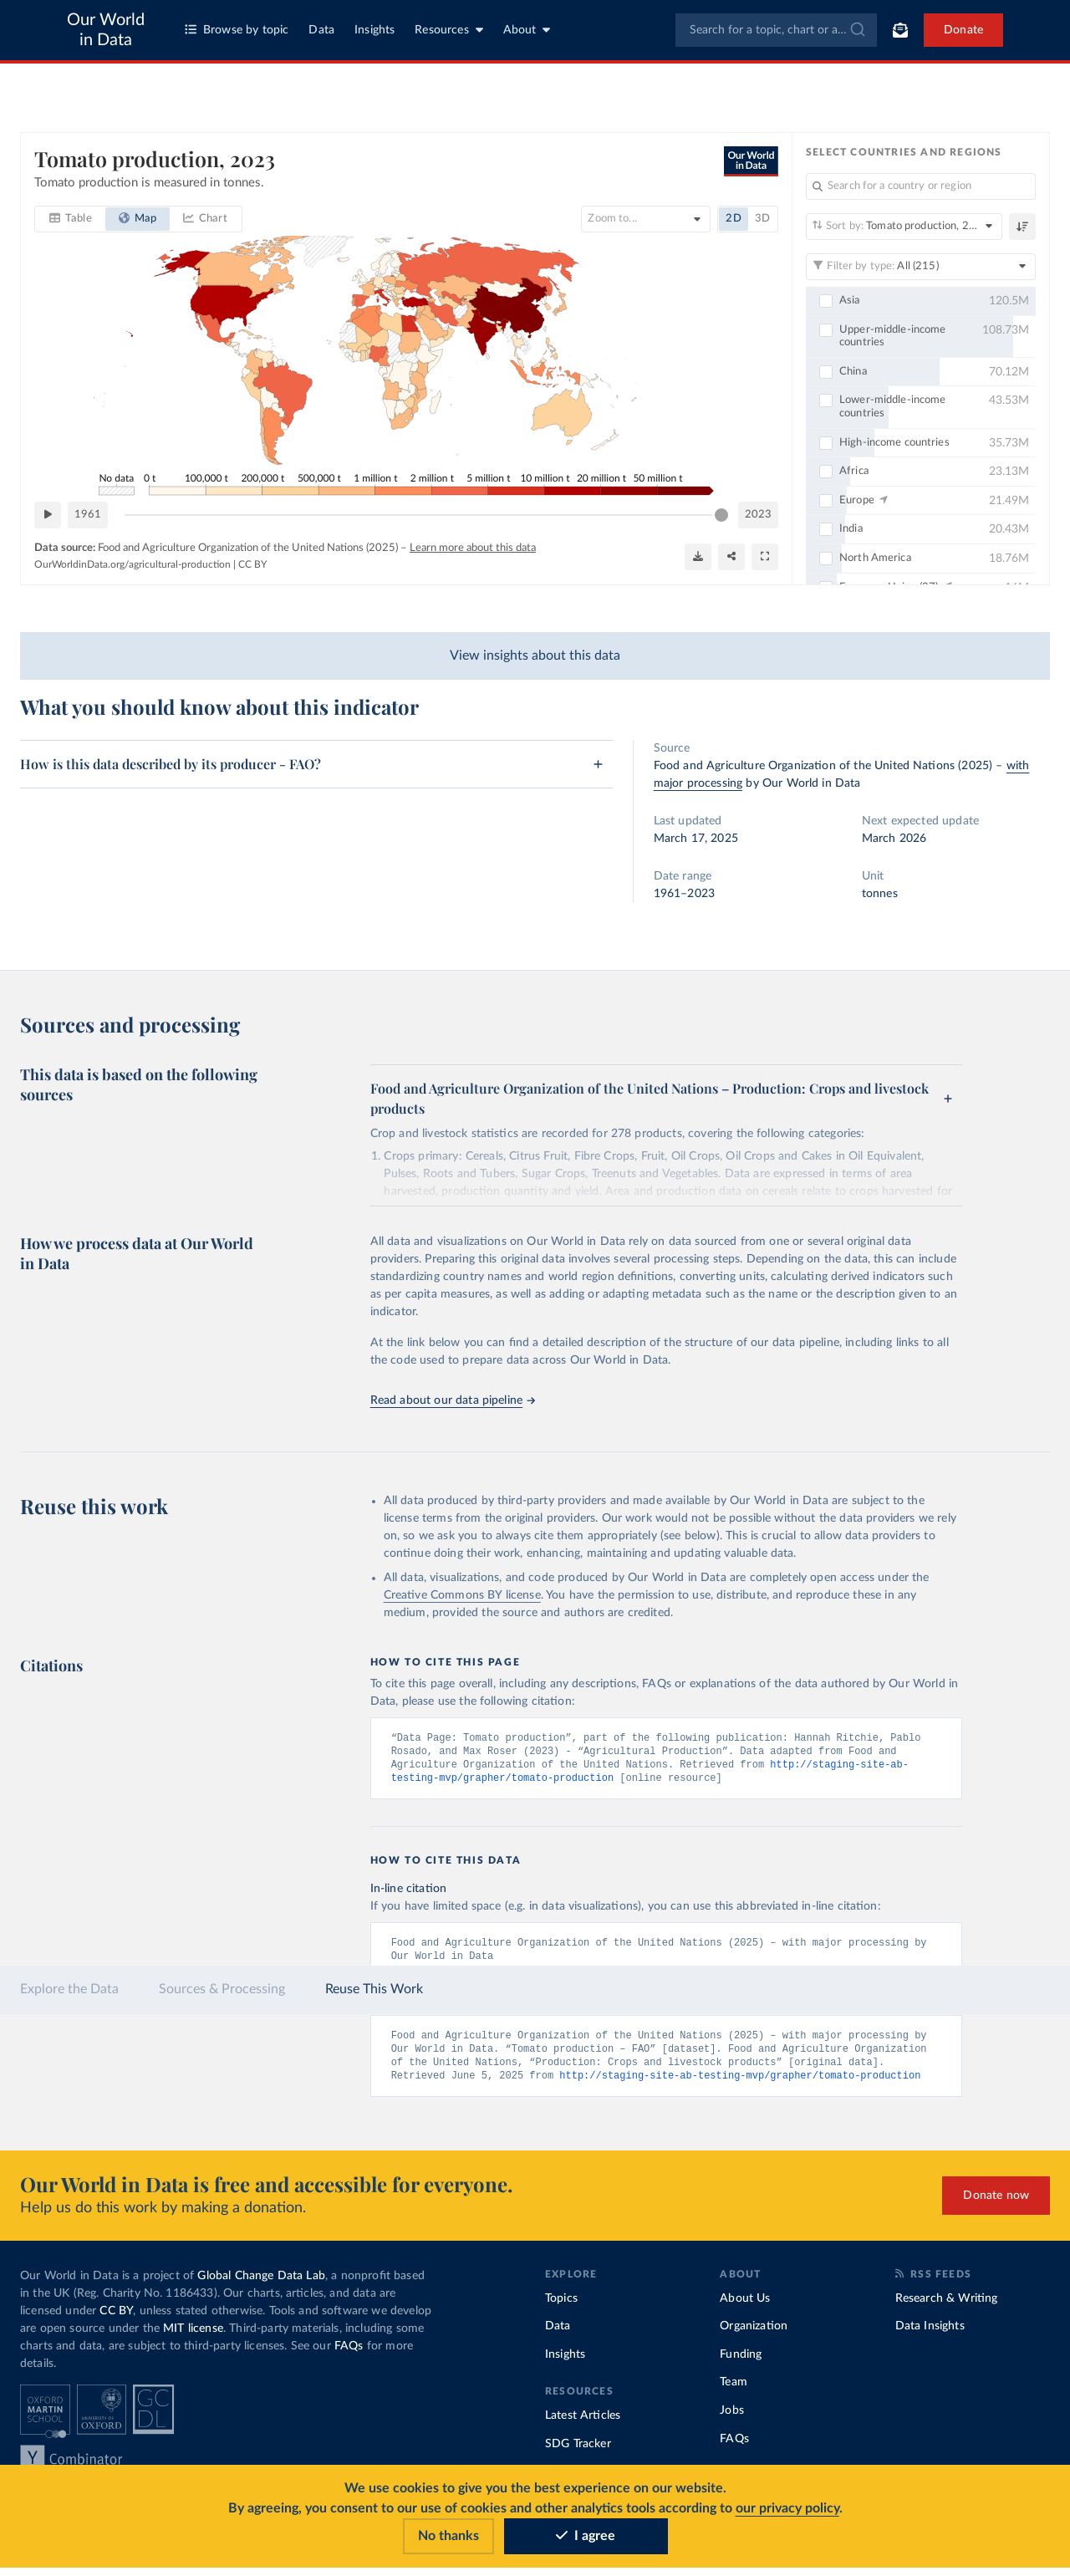 Our World
in Data
Browse by topic
Data
Insights
Resources
About
Search for a topic, chart or a...
Donate
Tomato production, 2023
Tomato production is measured in tonnes.
Our World
in Data
Table
Map
Chart
Zoom to...
2D
3D
No data
0 t
100,000 t
200,000 t
500,000 t
1 million t
2 million t
5 million t
10 million t
20 million t
50 million t
1961
2023
Data source: Food and Agriculture Organization of the United Nations (2025) – Learn more about this data
OurWorldinData.org/agricultural-production | CC BY
SELECT COUNTRIES AND REGIONS
Search for a country or region
Sort by: Tomato production, 2...
Filter by type: All (215)
Asia 120.5M
Upper-middle-income
countries
108.73M
China 70.12M
Lower-middle-income
countries
43.53M
High-income countries 35.73M
Africa 23.13M
Europe 21.49M
India 20.43M
North America 18.76M
View insights about this data
What you should know about this indicator
How is this data described by its producer - FAO?
Source
Food and Agriculture Organization of the United Nations (2025) – with
major processing by Our World in Data
Last updated
March 17, 2025
Next expected update
March 2026
Date range
1961–2023
Unit
tonnes
Sources and processing
This data is based on the following
sources
Food and Agriculture Organization of the United Nations – Production: Crops and livestock
products
Crop and livestock statistics are recorded for 278 products, covering the following categories:
1. Crops primary: Cereals, Citrus Fruit, Fibre Crops, Fruit, Oil Crops, Oil Crops and Cakes in Oil Equivalent,
Pulses, Roots and Tubers, Sugar Crops, Treenuts and Vegetables. Data are expressed in terms of area
harvested, production quantity and yield. Area and production data on cereals relate to crops harvested for
How we process data at Our World
in Data
All data and visualizations on Our World in Data rely on data sourced from one or several original data
providers. Preparing this original data involves several processing steps. Depending on the data, this can include
standardizing country names and world region definitions, converting units, calculating derived indicators such
as per capita measures, as well as adding or adapting metadata such as the name or the description given to an
indicator.
At the link below you can find a detailed description of the structure of our data pipeline, including links to all
the code used to prepare data across Our World in Data.
Read about our data pipeline →
Reuse this work
• All data produced by third-party providers and made available by Our World in Data are subject to the
license terms from the original providers. Our work would not be possible without the data providers we rely
on, so we ask you to always cite them appropriately (see below). This is crucial to allow data providers to
continue doing their work, enhancing, maintaining and updating valuable data.
• All data, visualizations, and code produced by Our World in Data are completely open access under the
Creative Commons BY license. You have the permission to use, distribute, and reproduce these in any
medium, provided the source and authors are credited.
Citations
HOW TO CITE THIS PAGE
To cite this page overall, including any descriptions, FAQs or explanations of the data authored by Our World in
Data, please use the following citation:
“Data Page: Tomato production”, part of the following publication: Hannah Ritchie, Pablo
Rosado, and Max Roser (2023) - “Agricultural Production”. Data adapted from Food and
Agriculture Organization of the United Nations. Retrieved from http://staging-site-ab-
testing-mvp/grapher/tomato-production [online resource]
HOW TO CITE THIS DATA
In-line citation
If you have limited space (e.g. in data visualizations), you can use this abbreviated in-line citation:
Food and Agriculture Organization of the United Nations (2025) – with major processing by
Our World in Data
Explore the Data
Sources & Processing
Reuse This Work
Food and Agriculture Organization of the United Nations (2025) – with major processing by
Our World in Data. “Tomato production – FAO” [dataset]. Food and Agriculture Organization
of the United Nations, “Production: Crops and livestock products” [original data].
Retrieved June 5, 2025 from http://staging-site-ab-testing-mvp/grapher/tomato-production
Our World in Data is free and accessible for everyone.
Help us do this work by making a donation.
Donate now
Our World in Data is a project of Global Change Data Lab, a nonprofit based
in the UK (Reg. Charity No. 1186433). Our charts, articles, and data are
licensed under CC BY, unless stated otherwise. Tools and software we develop
are open source under the MIT license. Third-party materials, including some
charts and data, are subject to third-party licenses. See our FAQs for more
details.
OXFORD
MARTIN
SCHOOL
UNIVERSITY OF
OXFORD
GC
DL
Y Combinator
EXPLORE
Topics
Data
Insights
RESOURCES
Latest Articles
SDG Tracker
ABOUT
About Us
Organization
Funding
Team
Jobs
FAQs
RSS FEEDS
Research & Writing
Data Insights
We use cookies to give you the best experience on our website.
By agreeing, you consent to our use of cookies and other analytics tools according to our privacy policy.
No thanks
I agree